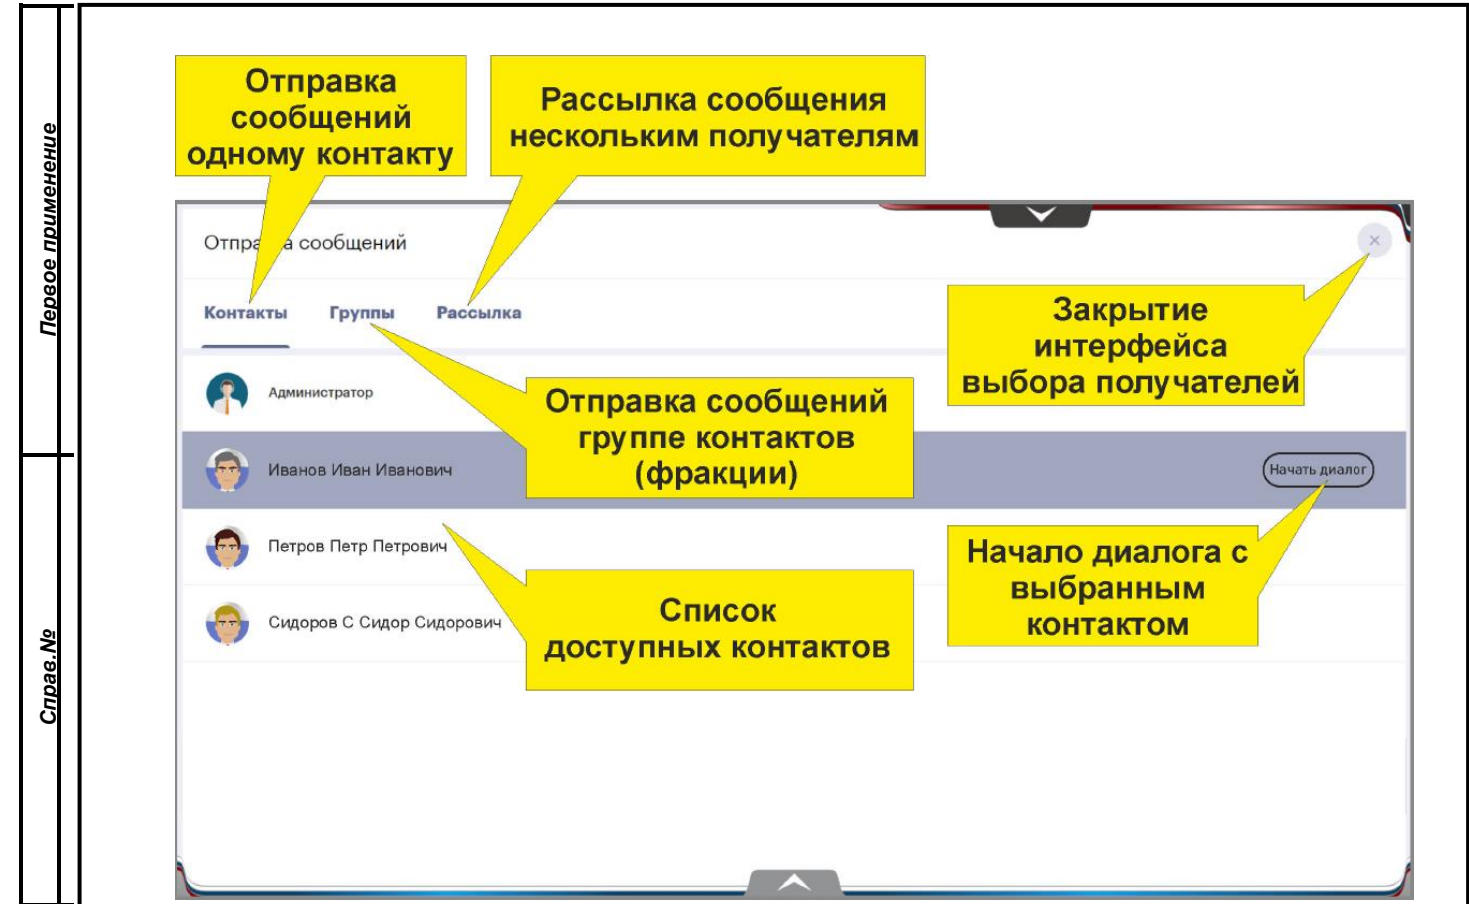 Первое применение
Справ.№
Отправка
сообщений
одному контакту
Рассылка сообщения
нескольким получателям
Отпра а сообщений
Контакты
Группы
Рассылка
Закрытие
интерфейса
выбора получателей
Администратор
Отправка сообщений
группе контактов
(фракции)
Иванов Иван Иванович
Начать диалог
Петров Петр Петрович
Начало диалога с
выбранным
контактом
Сидоров С Сидор Сидорович
Список
доступных контактов